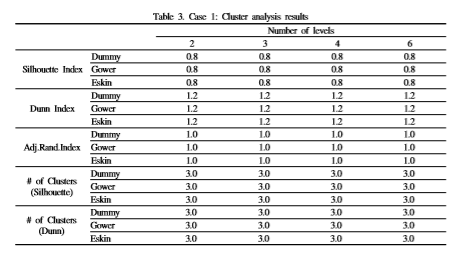 Table 3. Case 1: Cluster analysis results
Number of levels
2 3 4 6
Silhouette Index Dummy 0.8 0.8 0.8 0.8
Gower 0.8 0.8 0.8 0.8
Eskin 0.8 0.8 0.8 0.8
Dunn Index Dummy 1.2 1.2 1.2 1.2
Gower 1.2 1.2 1.2 1.2
Eskin 1.2 1.2 1.2 1.2
Adj.Rand.Index Dummy 1.0 1.0 1.0 1.0
Gower 1.0 1.0 1.0 1.0
Eskin 1.0 1.0 1.0 1.0
# of Clusters (Silhouette) Dummy 3.0 3.0 3.0 3.0
Gower 3.0 3.0 3.0 3.0
Eskin 3.0 3.0 3.0 3.0
# of Clusters (Dunn) Dummy 3.0 3.0 3.0 3.0
Gower 3.0 3.0 3.0 3.0
Eskin 3.0 3.0 3.0 3.0